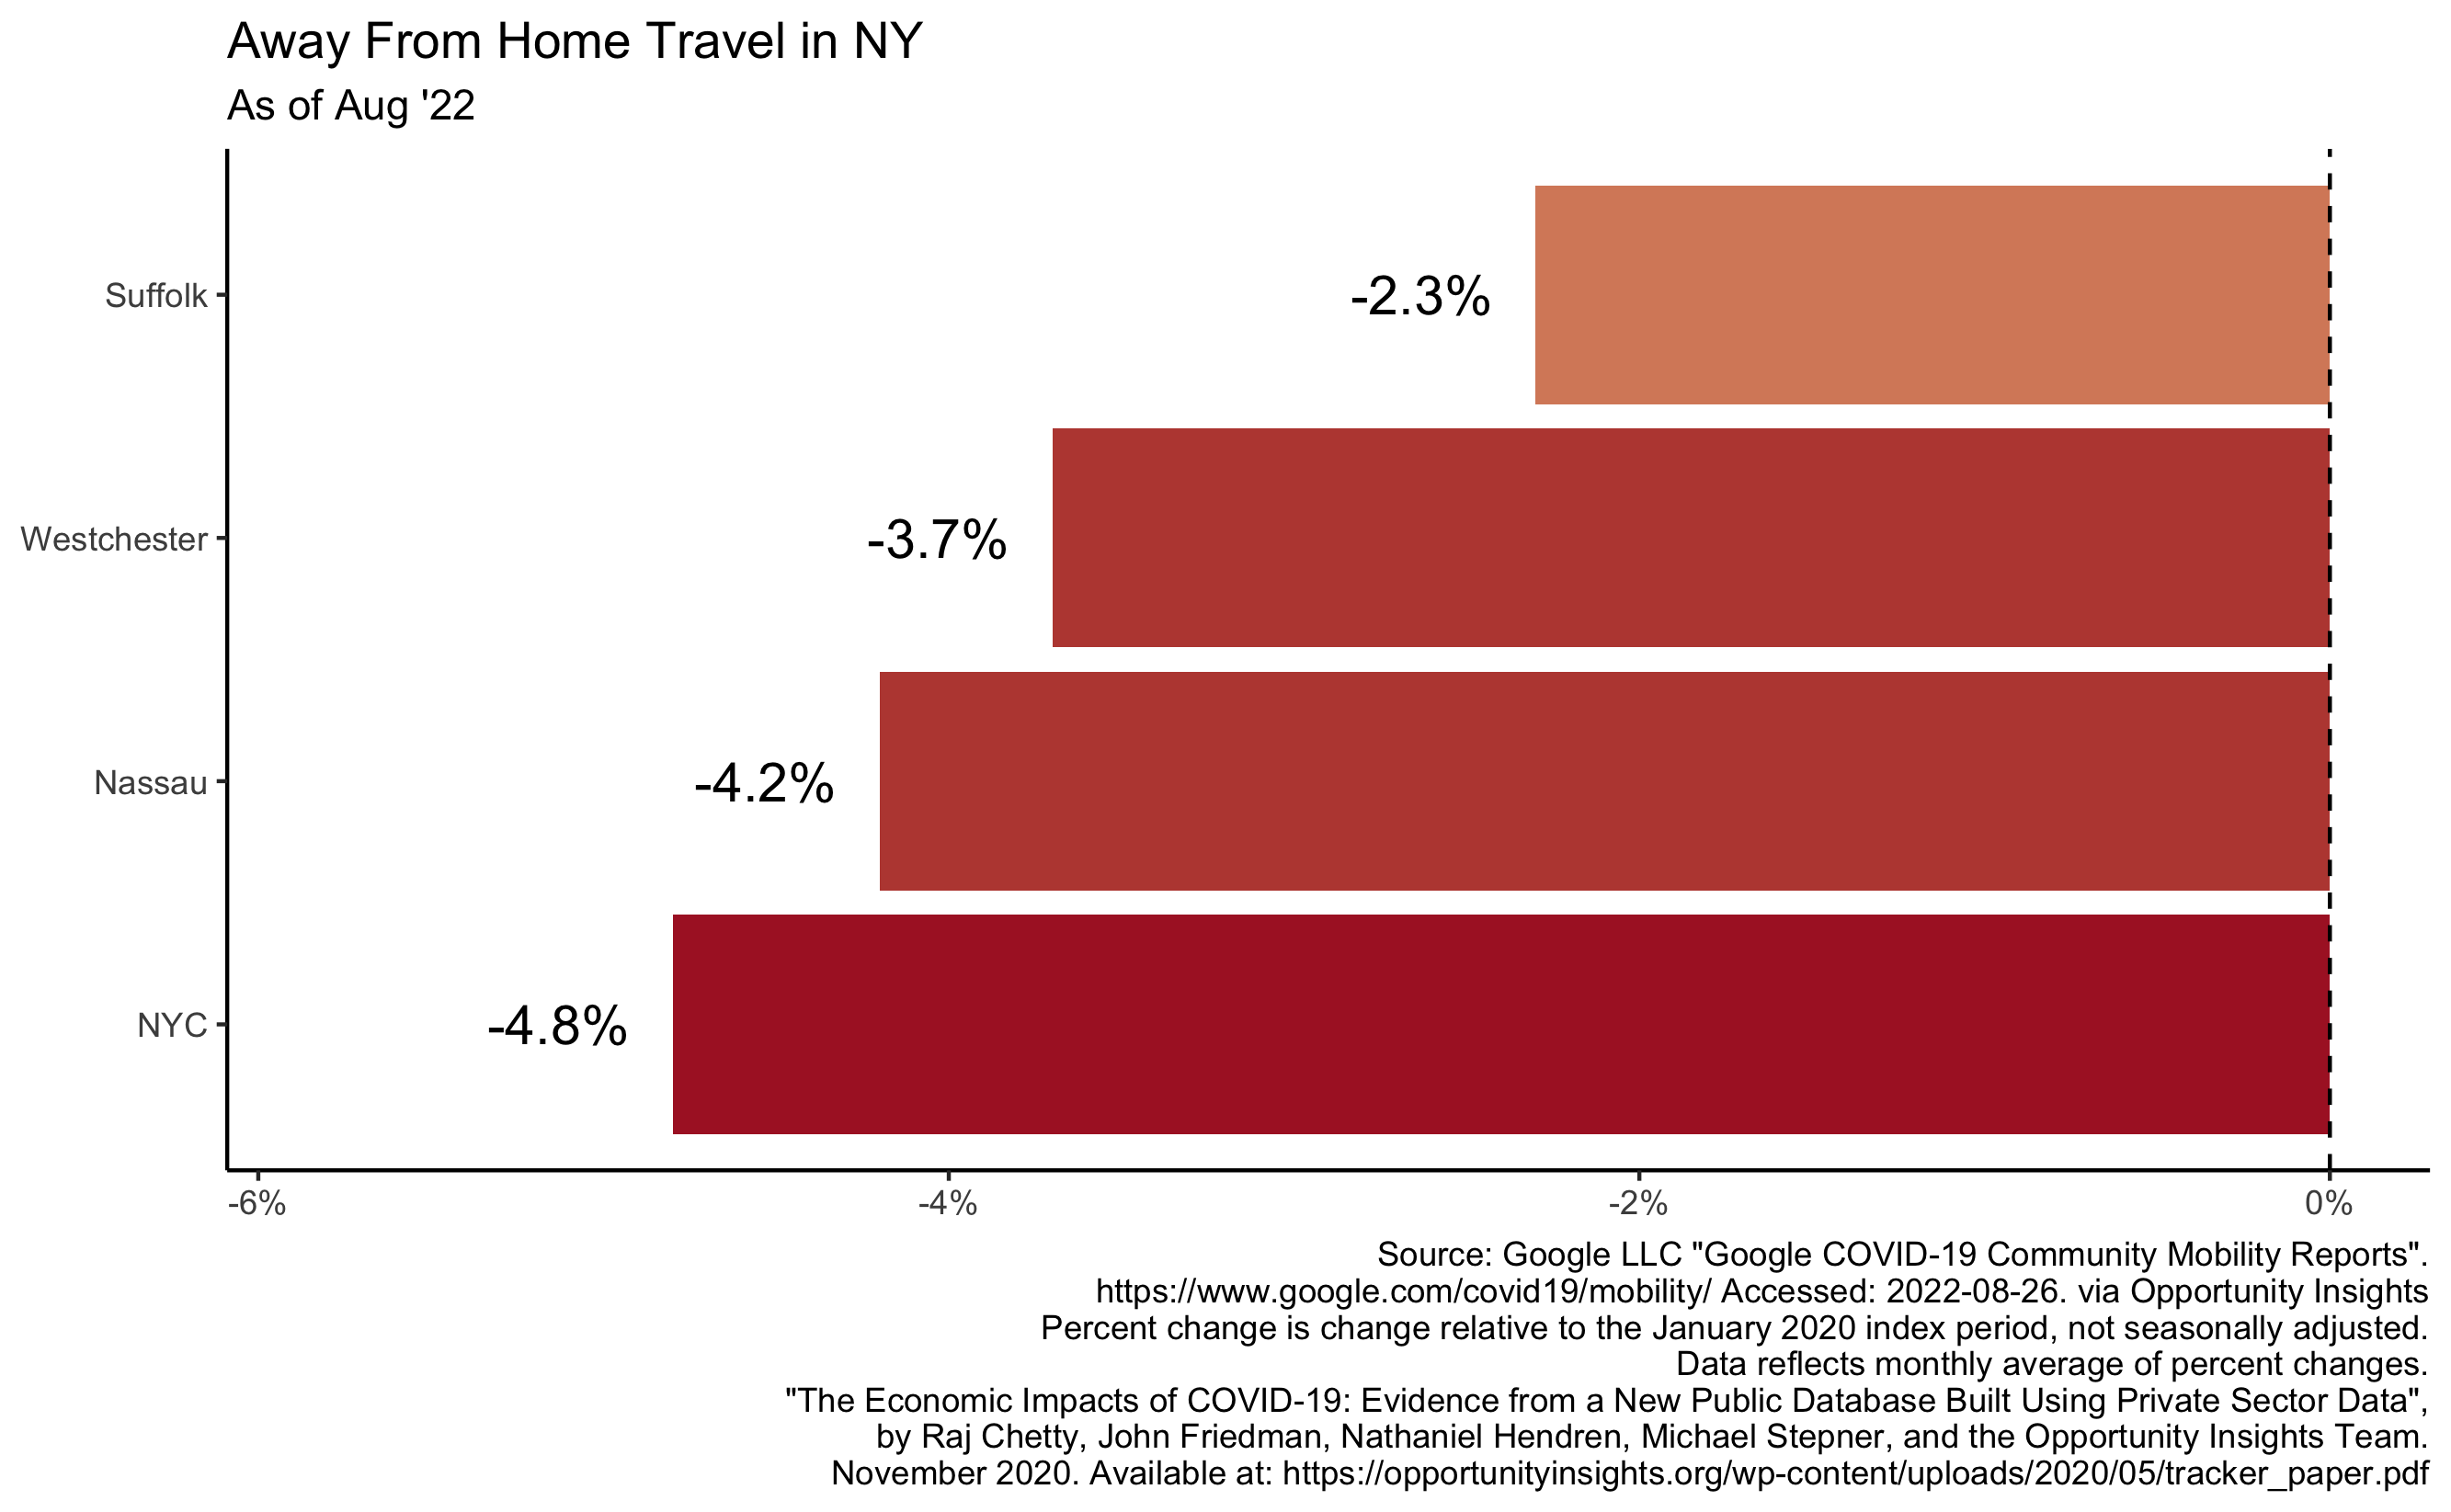 Away From Home Travel in NY
As of Aug '22
Suffolk
-2.3%
Westchester
-3.7%
Nassau
-4.2%
NYC
-4.8%
-6%
-4%
-2%
0%
Source: Google LLC "Google COVID-19 Community Mobility Reports".
https://www.google.com/covid19/mobility/ Accessed: 2022-08-26. via Opportunity Insights
Percent change is change relative to the January 2020 index period, not seasonally adjusted.
Data reflects monthly average of percent changes.
"The Economic Impacts of COVID-19: Evidence from a New Public Database Built Using Private Sector Data",
by Raj Chetty, John Friedman, Nathaniel Hendren, Michael Stepner, and the Opportunity Insights Team.
November 2020. Available at: https://opportunityinsights.org/wp-content/uploads/2020/05/tracker_paper.pdf